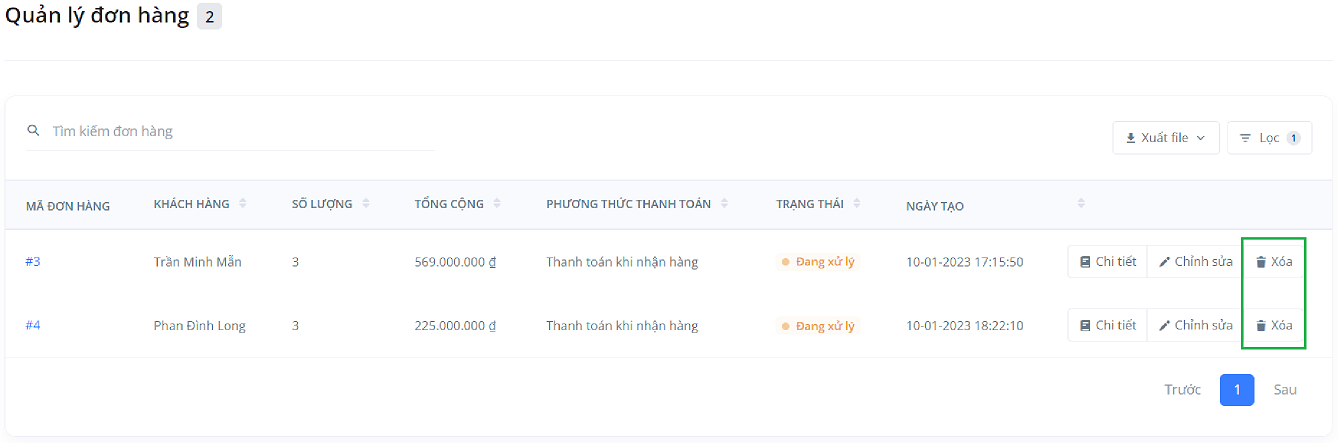 Quản lý đơn hàng 2
Tìm kiếm đơn hàng
Xuất file Lọc 1
MÃ ĐƠN HÀNG KHÁCH HÀNG SỐ LƯỢNG TỔNG CỘNG PHƯƠNG THỨC THANH TOÁN TRẠNG THÁI NGÀY TẠO
#3 Trần Minh Mẫn 3 569.000.000 ₫ Thanh toán khi nhận hàng Đang xử lý 10-01-2023 17:15:50 Chi tiết Chỉnh sửa Xóa
#4 Phan Đình Long 3 225.000.000 ₫ Thanh toán khi nhận hàng Đang xử lý 10-01-2023 18:22:10 Chi tiết Chỉnh sửa Xóa
Trước 1 Sau